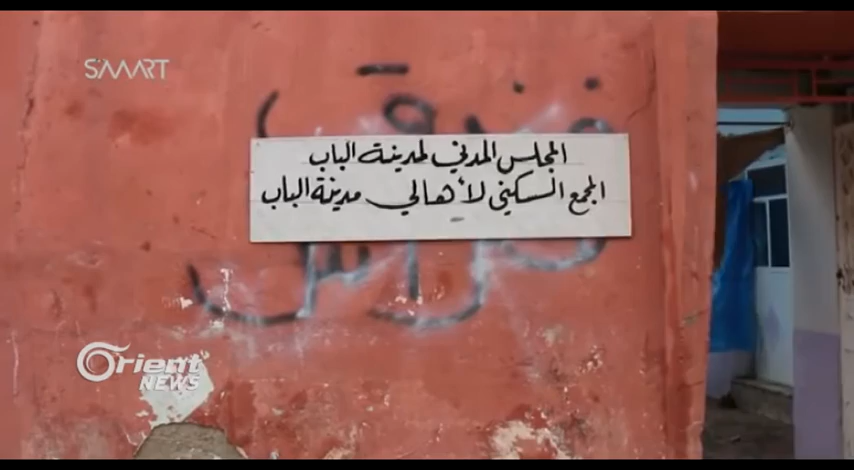 SMART
المجلس المدني لمدينة الباب
المجمع السكني لأهالي مدينة الباب
Orient
NEWS